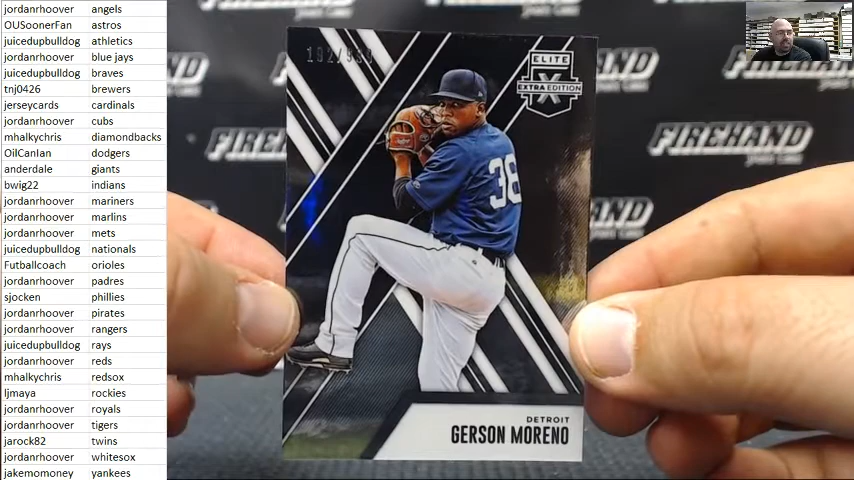 jordanrhoover angels
OUSoonerFan astros
juicedupbulldog athletics
jordanrhoover blue jays
juicedupbulldog braves
tnj0426 brewers
jerseycards cardinals
jordanrhoover cubs
mhalkychris diamondbacks
OilCanIan dodgers
anderdale giants
bwig22 indians
jordanrhoover mariners
jordanrhoover marlins
jordanrhoover mets
juicedupbulldog nationals
Futballcoach orioles
jordanrhoover padres
sjocken phillies
jordanrhoover pirates
jordanrhoover rangers
juicedupbulldog rays
jordanrhoover reds
mhalkychris redsox
ljmaya rockies
jordanrhoover royals
jordanrhoover tigers
jarock82 twins
jordanrhoover whitesox
jakemomoney yankees
ELITE
EXTRA EDITION
X
38
DETROIT
GERSON MORENO
FIREHAND